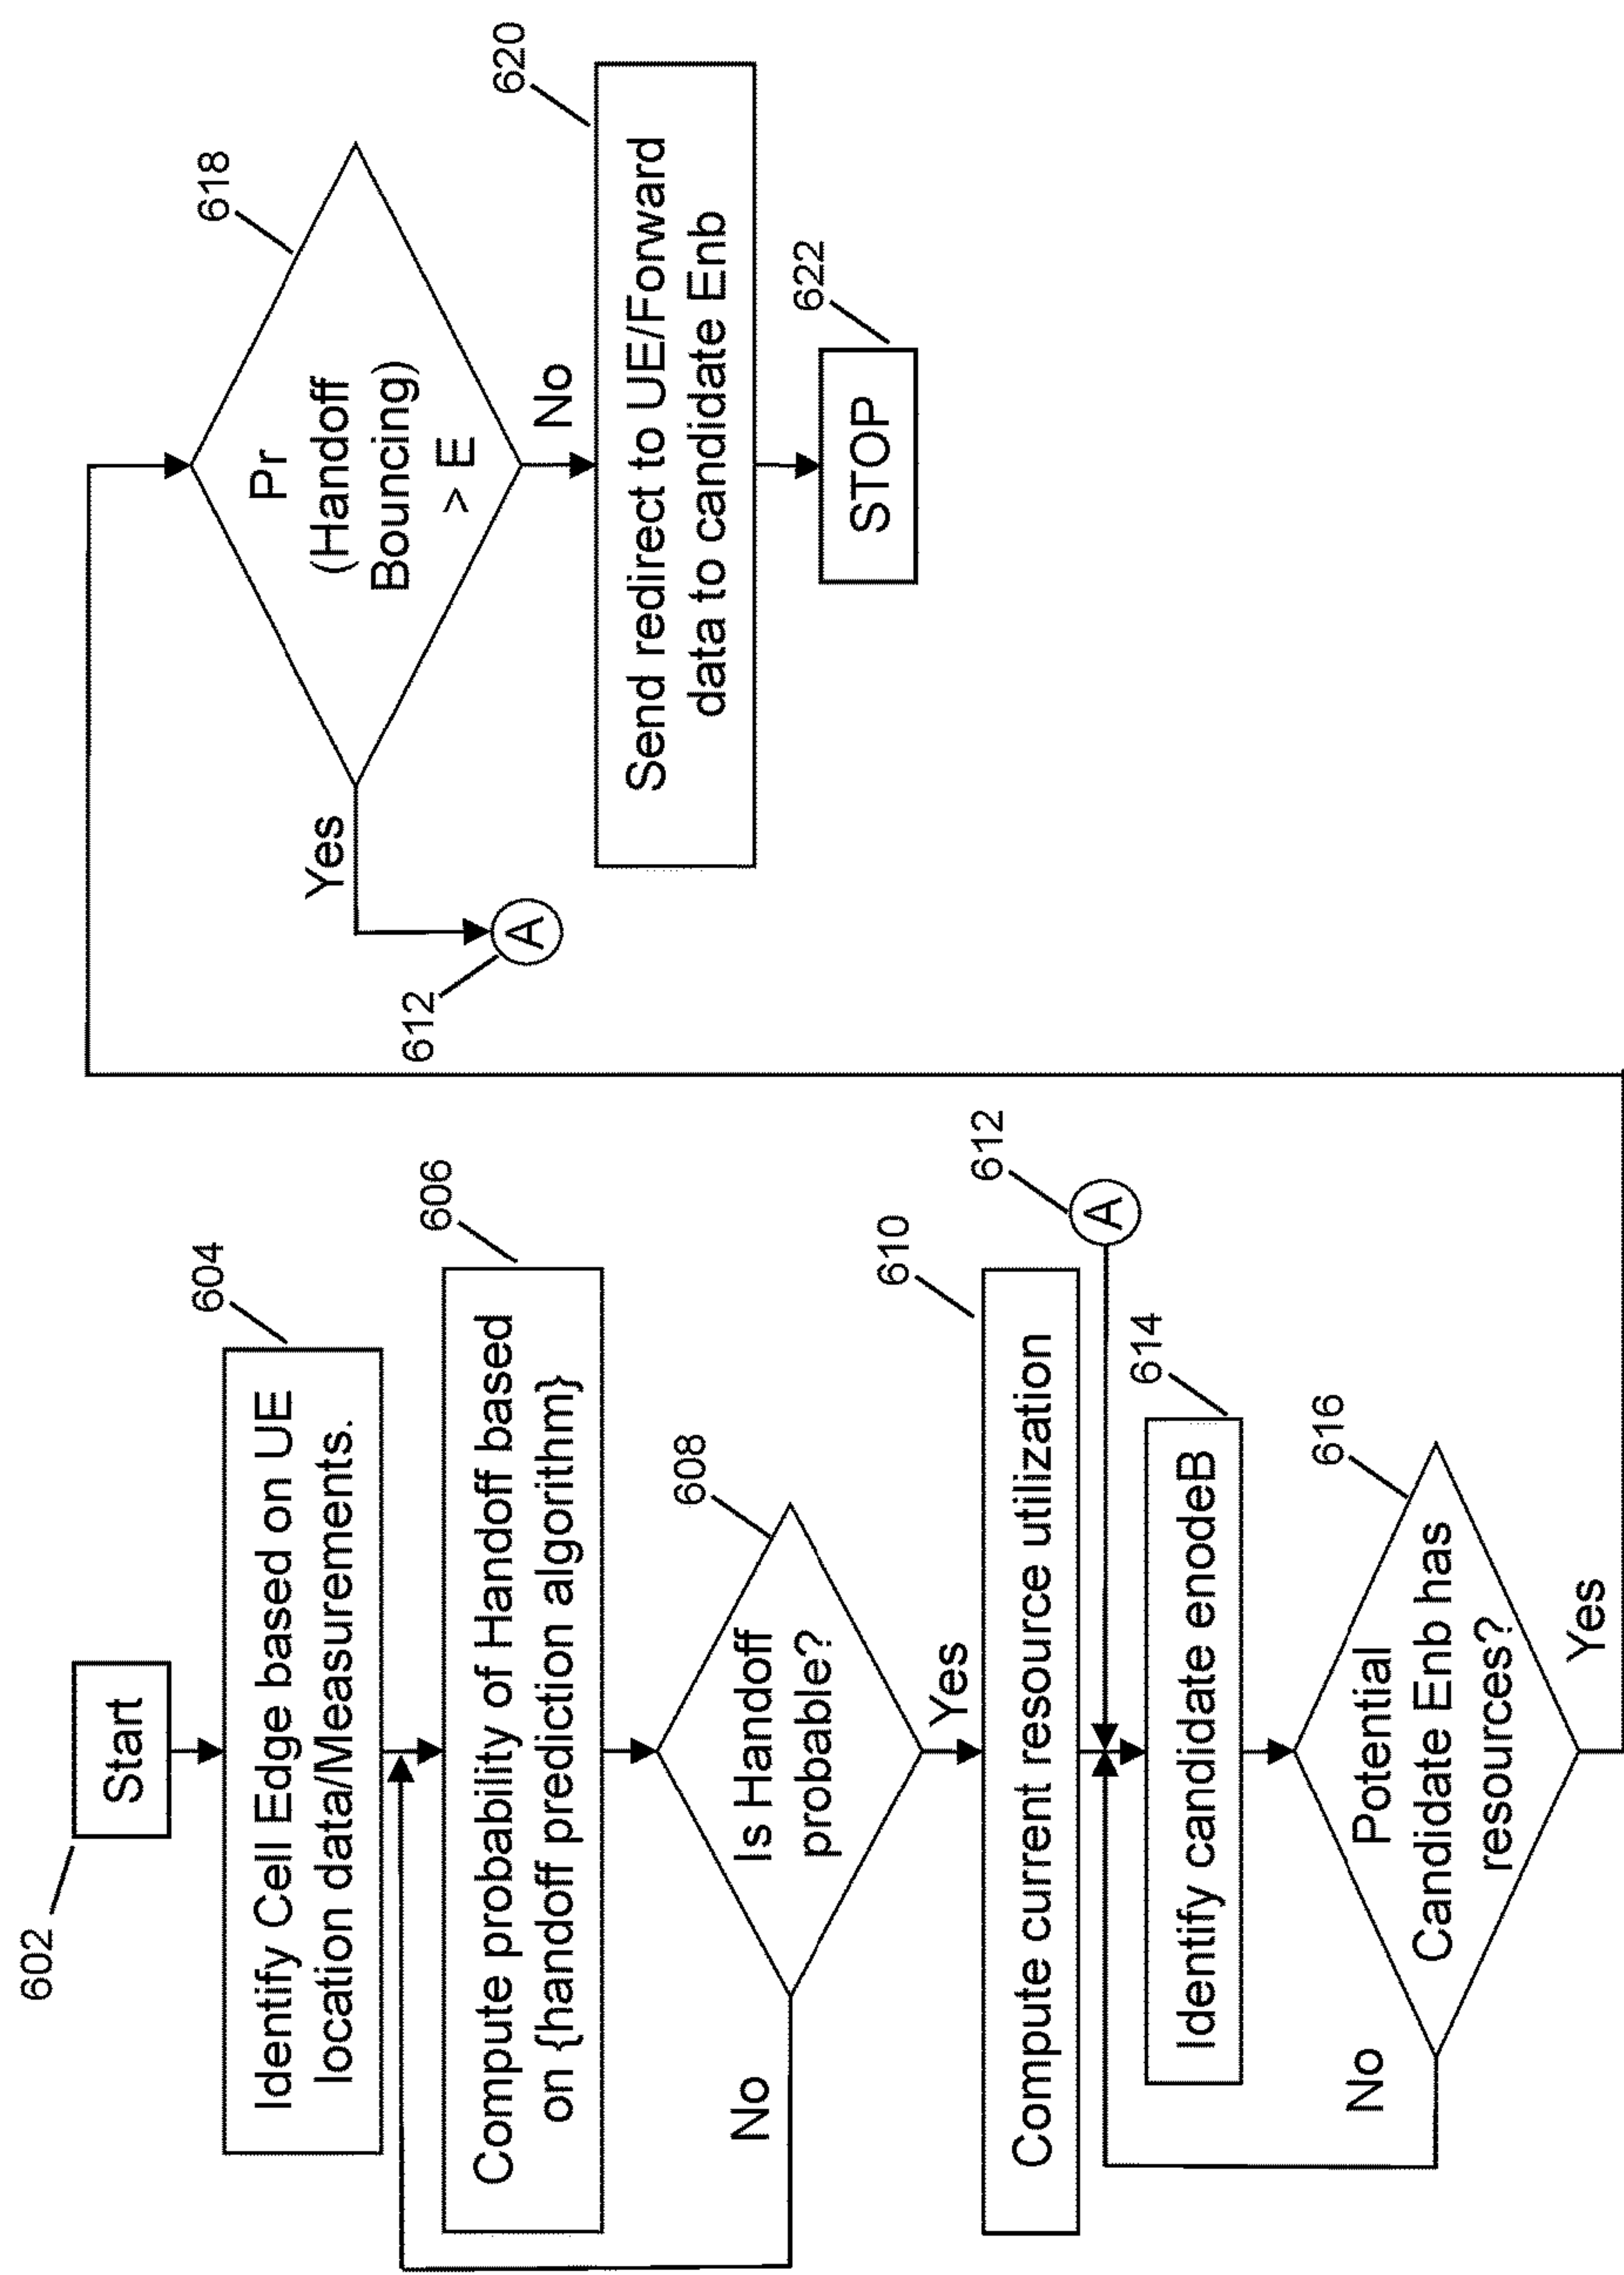 602
Start
604
Identify Cell Edge based on UE
location data/Measurements.
606
Compute probability of Handoff based
on {handoff prediction algorithm}
608
Is Handoff
probable?
No
Yes
610
Compute current resource utilization
612
A
614
Identify candidate enodeB
616
Potential
Candidate Enb has
resources?
No
Yes
618
Pr
(Handoff
Bouncing)
> E
Yes
No
612
A
620
Send redirect to UE/Forward
data to candidate Enb
622
STOP